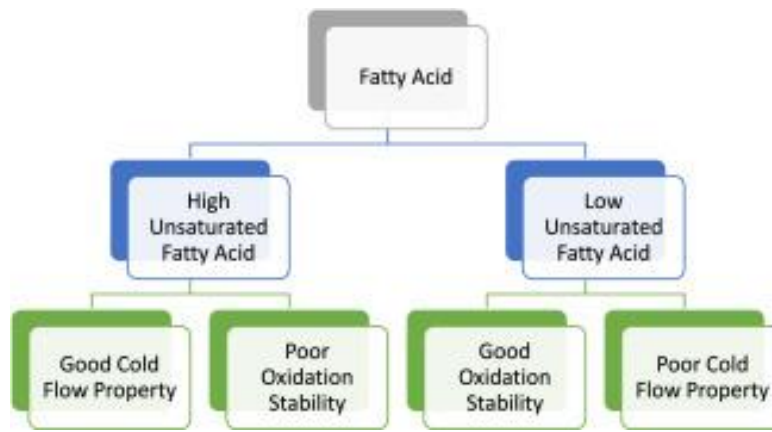 Fatty Acid
High
Unsaturated
Fatty Acid
Low
Unsaturated
Fatty Acid
Good Cold
Flow Property
Poor
Oxidation
Stability
Good
Oxidation
Stability
Poor Cold
Flow Property